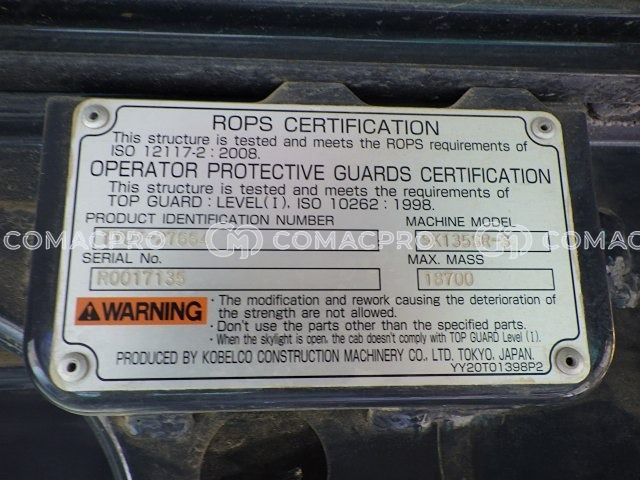 ROPS CERTIFICATION
This structure is tested and meets the ROPS requirements of
ISO 12117-2 : 2008.
OPERATOR PROTECTIVE GUARDS CERTIFICATION
This structure is tested and meets the requirements of
TOP GUARD : LEVEL(I), ISO 10262 : 1998.
PRODUCT IDENTIFICATION NUMBER
MACHINE MODEL
COMACPRO COMACPRO COMACPRO
SERIAL No.
MAX. MASS
R0017135
18700
WARNING
· The modification and rework causing the deterioration of
the strength are not allowed.
· Don't use the parts other than the specified parts.
· When the skylight is open, the cab doesn't comply with TOP GUARD Level (I).
PRODUCED BY KOBELCO CONSTRUCTION MACHINERY CO., LTD. TOKYO, JAPAN.
YY20T01398P2